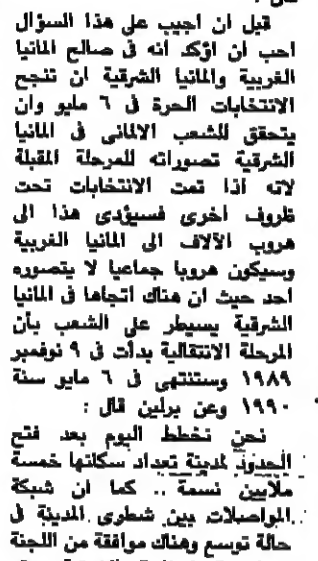 قبل ان اجيب على هذا السؤال
احب ان اؤكد انه فى صالح المانيا
الغربية والمانيا الشرقية ان تنجح
الانتخابات الحرة فى ٦ مايو وان
يتحقق للشعب الالمانى فى المانيا
الشرقية تصوراته للمرحلة المقبلة
لانه اذا تمت الانتخابات تحت
ظروف اخرى فسيؤدى هذا الى
هروب الآلاف الى المانيا الغربية
وسيكون هروبا جماعيا لا يتصوره
احد حيث ان هناك اتجاها فى المانيا
الشرقية يسيطر على الشعب بأن
المرحلة الانتقالية بدأت فى ٩ نوفمبر
١٩٨٩ وستنتهى فى ٦ مايو سنة
١٩٩٠ وعن برلين قال :
نحن نخطط اليوم بعد فتح
الحدود لمدينة تعداد سكانها خمسة
ملايين نسمة .. كما ان شبكة
المواصلات بين شطرى المدينة فى
حالة توسع وهناك موافقة من اللجنة